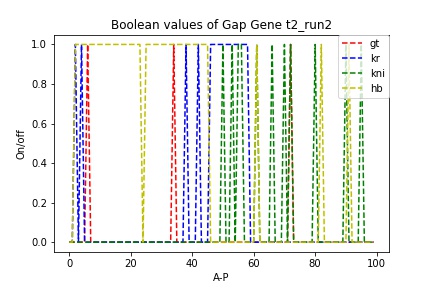 Boolean values of Gap Gene t2_run2
gt
kr
kni
hb
On/off
1.0
0.8
0.6
0.4
0.2
0.0
0 20 40 60 80 100
A-P